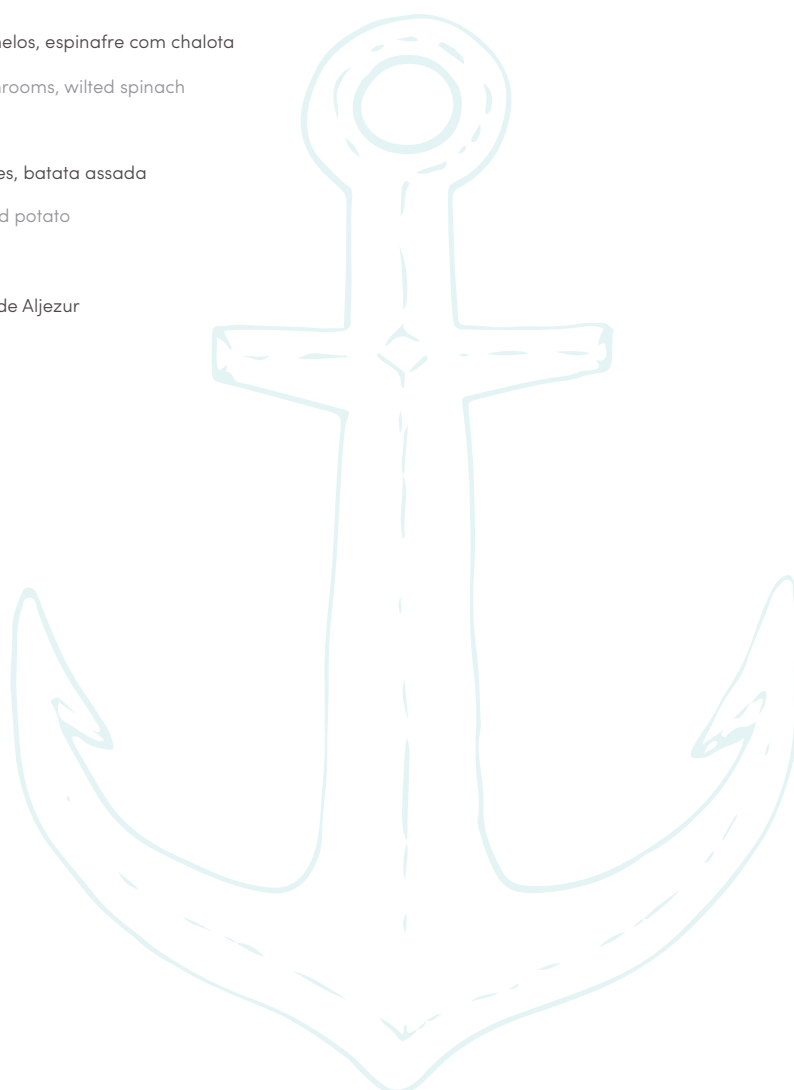 elos, espinafre com chalota
rooms, wilted spinach
es, batata assada
d potato
de Aljezur